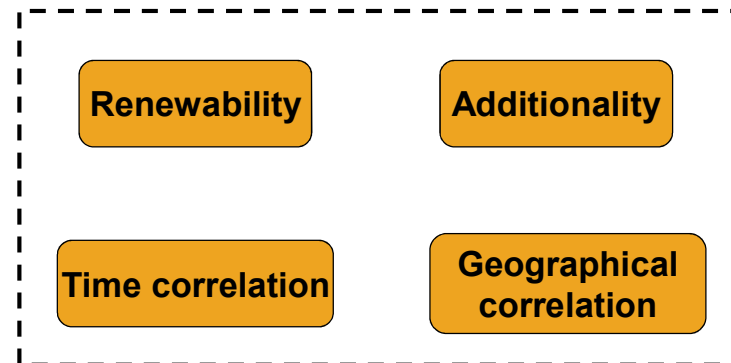 Renewability
Additionality
Time correlation
Geographical
correlation